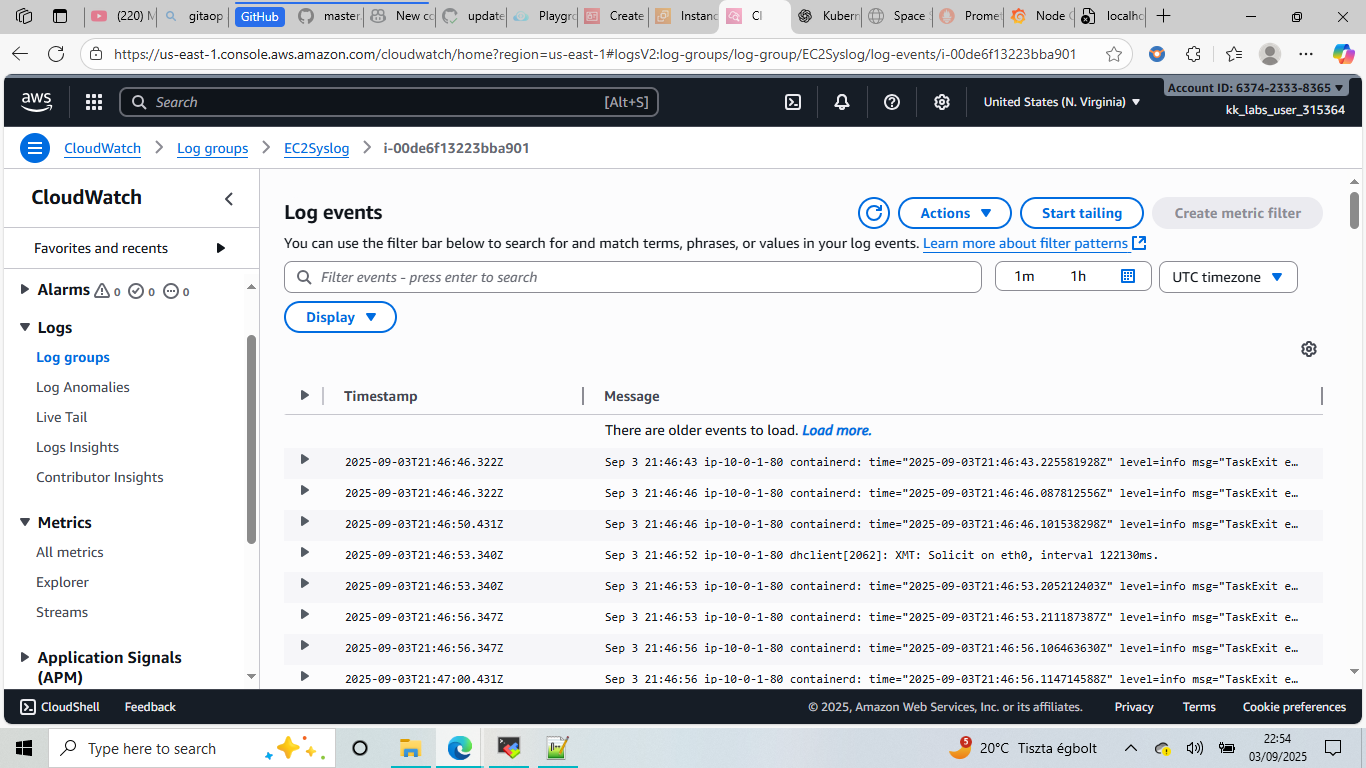 (220) M
gitaop
GitHub
master.
New co
update
Playgro
Create
Instanc
Cl
Kubern
Space S
Promet
Node G
localhc
https://us-east-1.console.aws.amazon.com/cloudwatch/home?region=us-east-1#logsV2:log-groups/log-group/EC2Syslog/log-events/i-00de6f13223bba901
aws
Search
[Alt+S]
United States (N. Virginia)
Account ID: 6374-2333-8365
kk_labs_user_315364
CloudWatch
Log groups
EC2Syslog
i-00de6f13223bba901
CloudWatch
Favorites and recents
Alarms 0 0 0
Logs
Log groups
Log Anomalies
Live Tail
Logs Insights
Contributor Insights
Metrics
All metrics
Explorer
Streams
Application Signals
(APM)
Log events
Actions
Start tailing
Create metric filter
You can use the filter bar below to search for and match terms, phrases, or values in your log events. Learn more about filter patterns
Filter events - press enter to search
1m
1h
UTC timezone
Display
Timestamp
Message
There are older events to load. Load more.
2025-09-03T21:46:46.322Z Sep 3 21:46:43 ip-10-0-1-80 containerd: time="2025-09-03T21:46:43.225581928Z" level=info msg="TaskExit e…
2025-09-03T21:46:46.322Z Sep 3 21:46:46 ip-10-0-1-80 containerd: time="2025-09-03T21:46:46.087812556Z" level=info msg="TaskExit e…
2025-09-03T21:46:50.431Z Sep 3 21:46:46 ip-10-0-1-80 containerd: time="2025-09-03T21:46:46.101538298Z" level=info msg="TaskExit e…
2025-09-03T21:46:53.340Z Sep 3 21:46:52 ip-10-0-1-80 dhclient[2062]: XMT: Solicit on eth0, interval 122130ms.
2025-09-03T21:46:53.340Z Sep 3 21:46:53 ip-10-0-1-80 containerd: time="2025-09-03T21:46:53.205212403Z" level=info msg="TaskExit e…
2025-09-03T21:46:56.347Z Sep 3 21:46:53 ip-10-0-1-80 containerd: time="2025-09-03T21:46:53.211187387Z" level=info msg="TaskExit e…
2025-09-03T21:46:56.347Z Sep 3 21:46:56 ip-10-0-1-80 containerd: time="2025-09-03T21:46:56.106463630Z" level=info msg="TaskExit e…
2025-09-03T21:47:00.431Z Sep 3 21:46:56 ip-10-0-1-80 containerd: time="2025-09-03T21:46:56.114714588Z" level=info msg="TaskExit e…
CloudShell
Feedback
© 2025, Amazon Web Services, Inc. or its affiliates.
Privacy
Terms
Cookie preferences
Type here to search
5
20°C Tiszta égbolt
22:54
03/09/2025